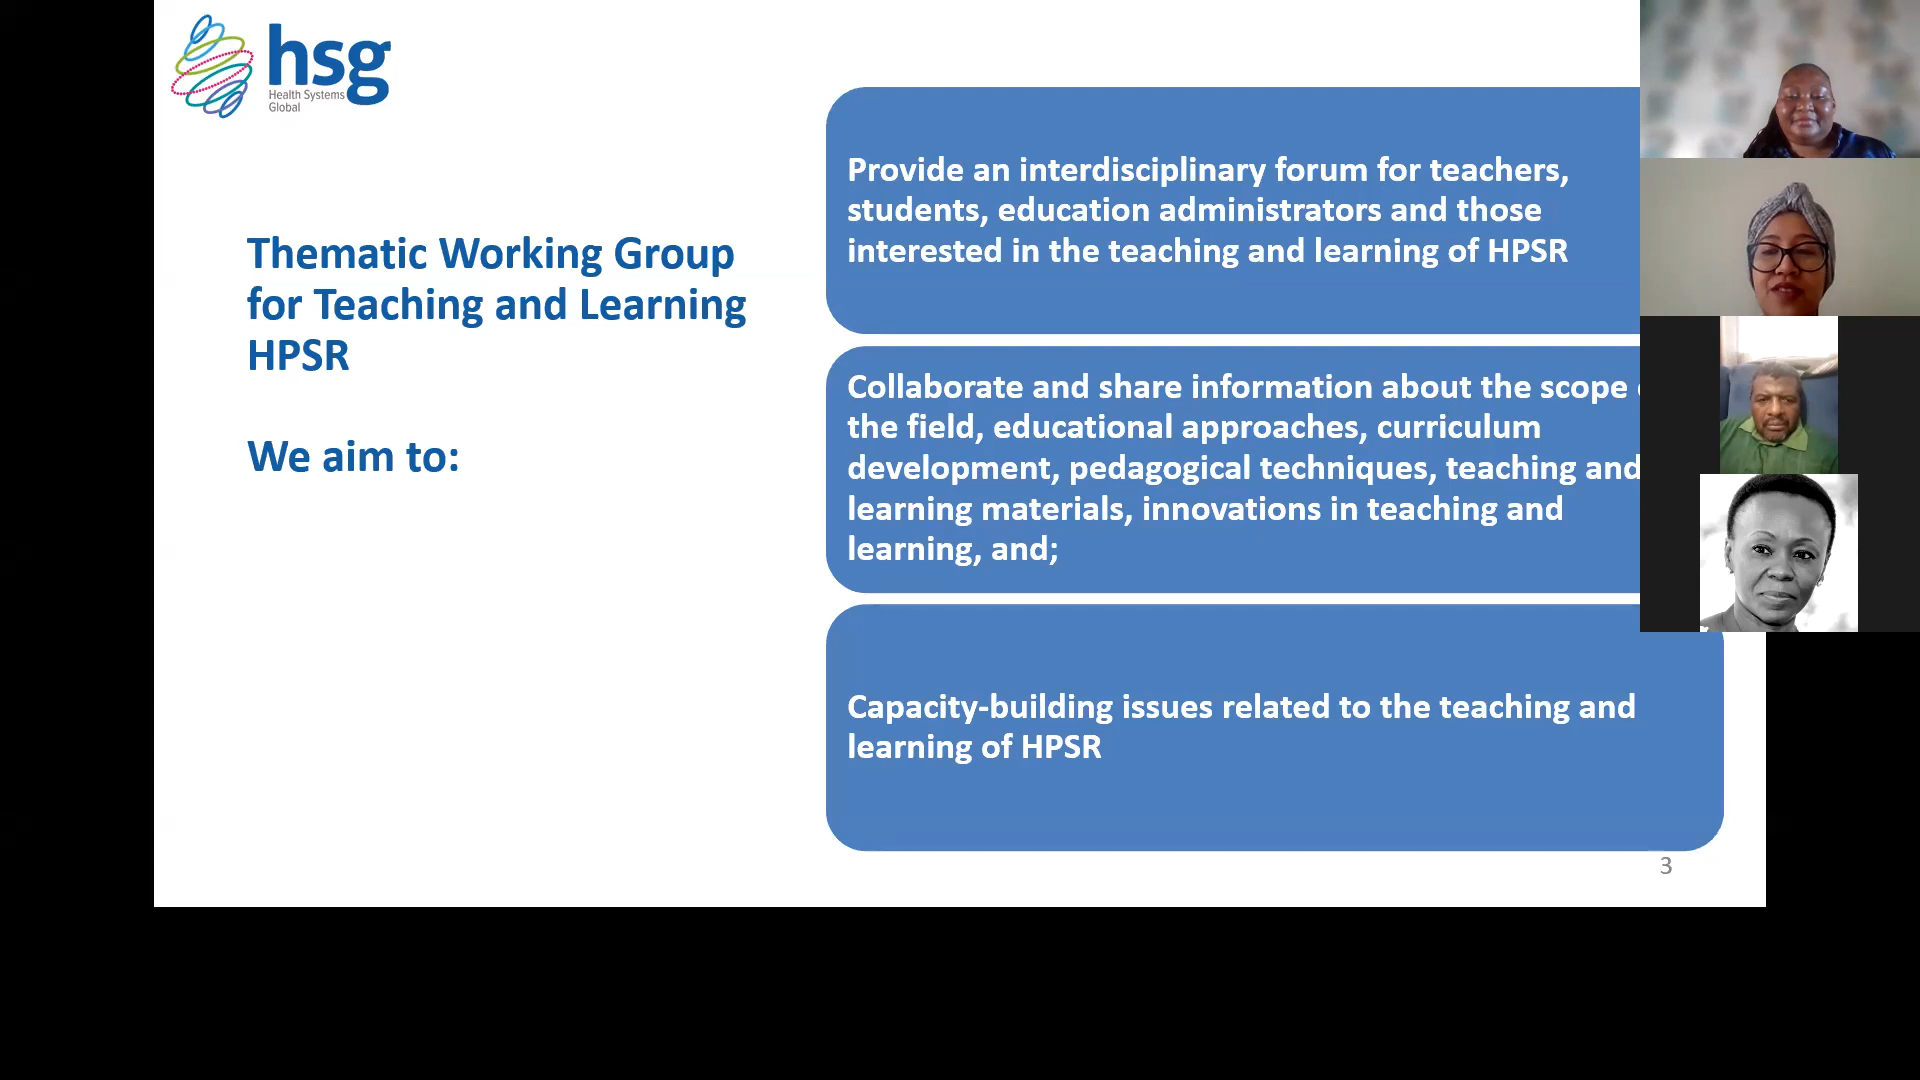 hsg
Health Systems
Global
Thematic Working Group
for Teaching and Learning
HPSR
We aim to:
Provide an interdisciplinary forum for teachers,
students, education administrators and those
interested in the teaching and learning of HPSR
Collaborate and share information about the scope
the field, educational approaches, curriculum
development, pedagogical techniques, teaching and
learning materials, innovations in teaching and
learning, and;
Capacity-building issues related to the teaching and
learning of HPSR
3